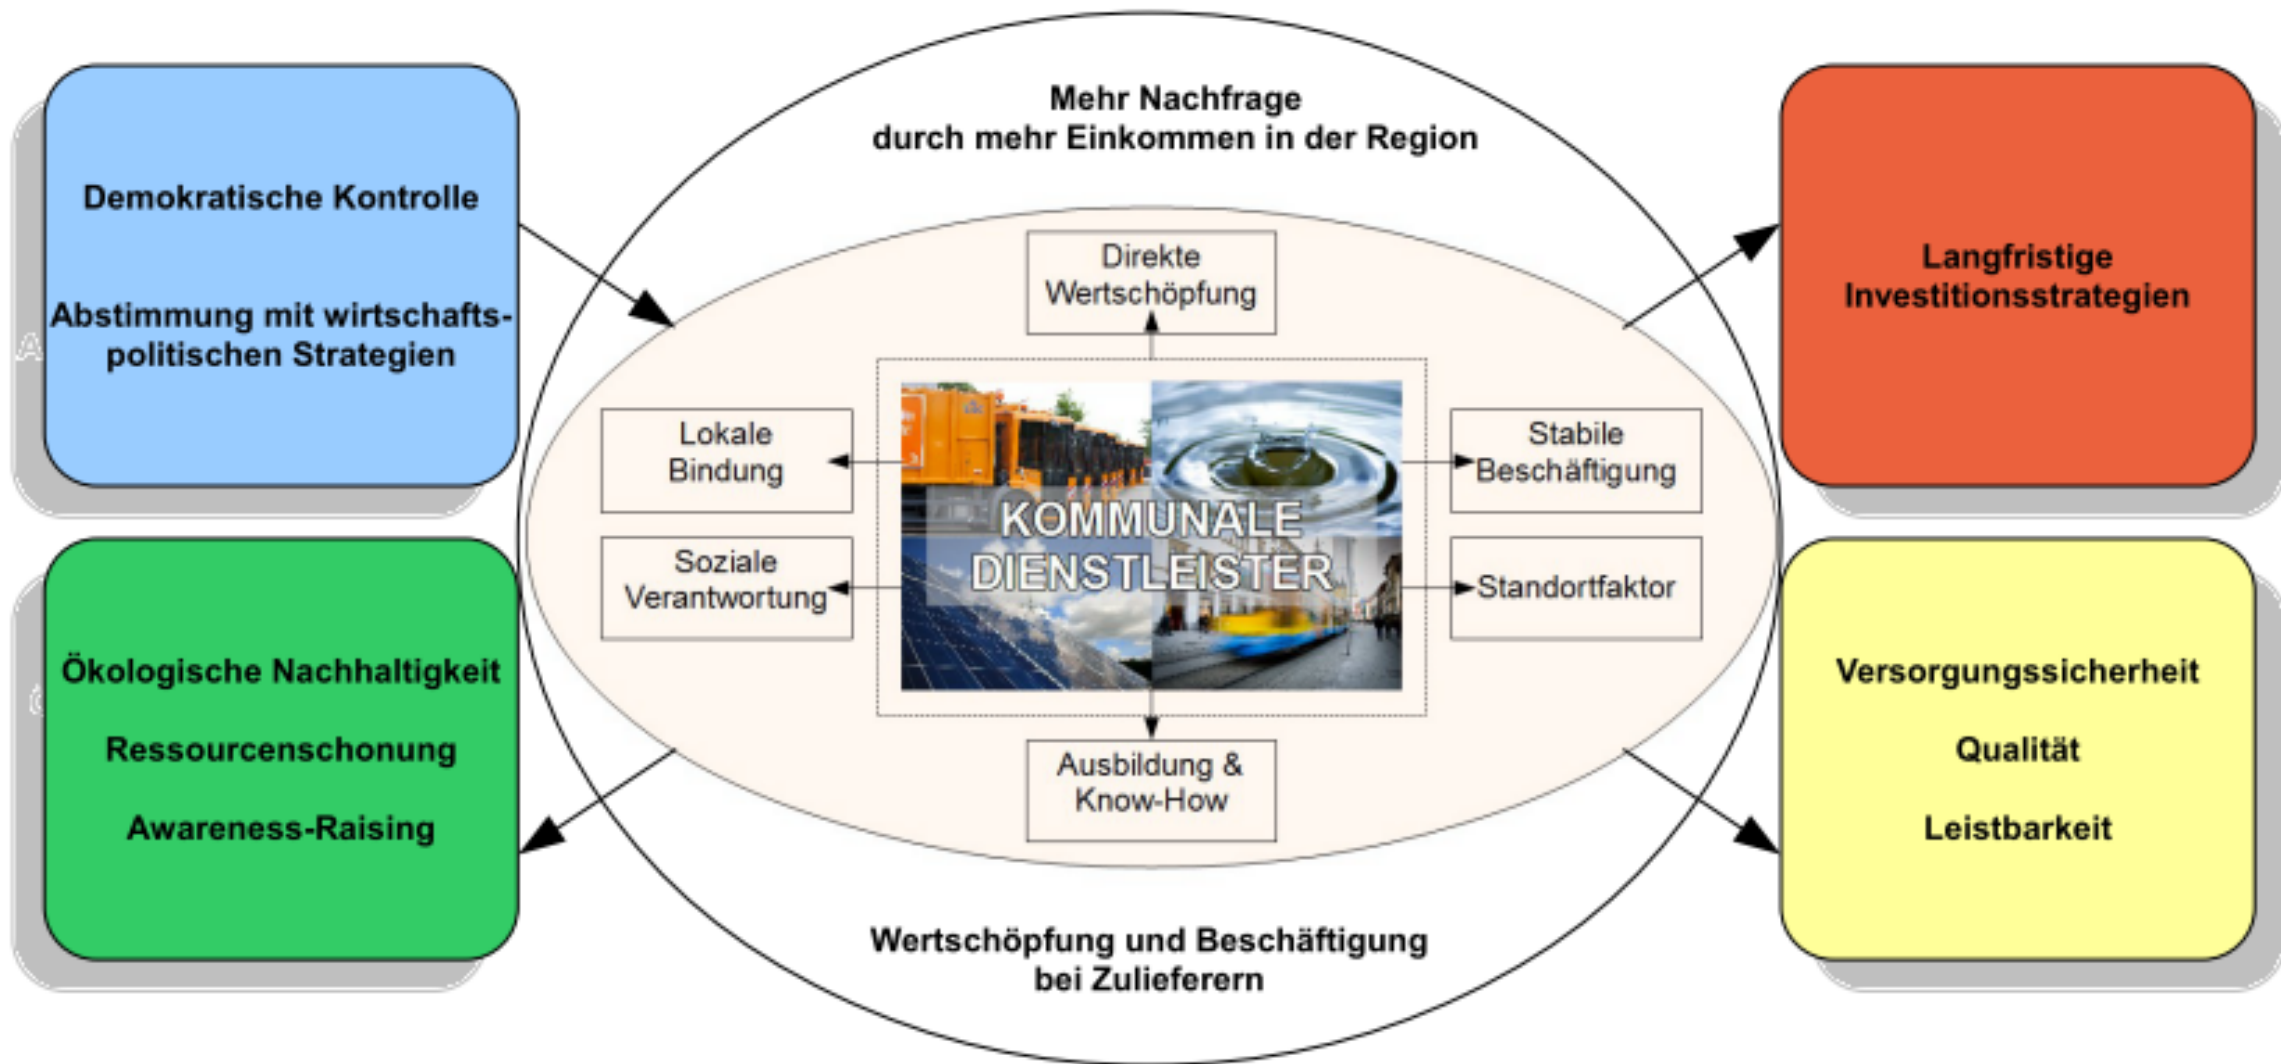 Demokratische Kontrolle
Abstimmung mit wirtschafts-
politischen Strategien
Ökologische Nachhaltigkeit
Ressourcenschonung
Awareness-Raising
Mehr Nachfrage
durch mehr Einkommen in der Region
Direkte
Wertschöpfung
Lokale
Bindung
Soziale
Verantwortung
KOMMUNALE
DIENSTLEISTER
Stabile
Beschäftigung
Standortfaktor
Ausbildung &
Know-How
Wertschöpfung und Beschäftigung
bei Zulieferern
Langfristige
Investitionsstrategien
Versorgungssicherheit
Qualität
Leistbarkeit